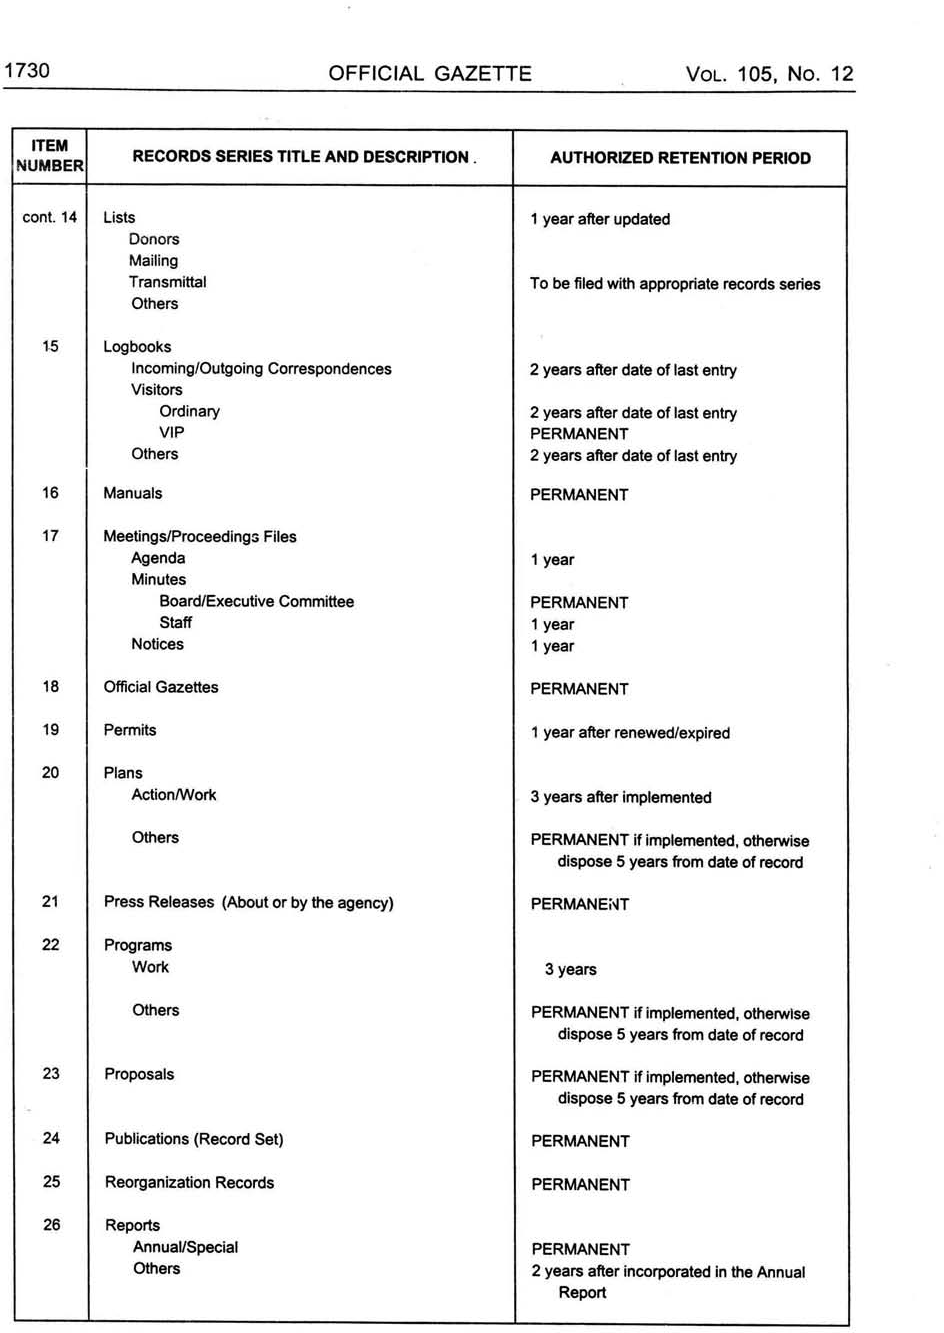 1730 OFFICIAL GAZETTE VOL. 105, NO. 12
ITEM NUMBER RECORDS SERIES TITLE AND DESCRIPTION . AUTHORIZED RETENTION PERIOD
cont. 14 Lists 1 year after updated
Donors
Mailing
Transmittal To be filed with appropriate records series
Others
15 Logbooks
Incoming/Outgoing Correspondences 2 years after date of last entry
Visitors
Ordinary 2 years after date of last entry
VIP PERMANENT
Others 2 years after date of last entry
16 Manuals PERMANENT
17 Meetings/Proceedings Files
Agenda 1 year
Minutes
Board/Executive Committee PERMANENT
Staff 1 year
Notices 1 year
18 Official Gazettes PERMANENT
19 Permits 1 year after renewed/expired
20 Plans
Action/Work 3 years after implemented
Others PERMANENT if implemented, otherwise
dispose 5 years from date of record
21 Press Releases (About or by the agency) PERMANENT
22 Programs
Work 3 years
Others PERMANENT if implemented, otherwise
dispose 5 years from date of record
23 Proposals PERMANENT if implemented, otherwise
dispose 5 years from date of record
24 Publications (Record Set) PERMANENT
25 Reorganization Records PERMANENT
26 Reports
Annual/Special PERMANENT
Others 2 years after incorporated in the Annual
Report